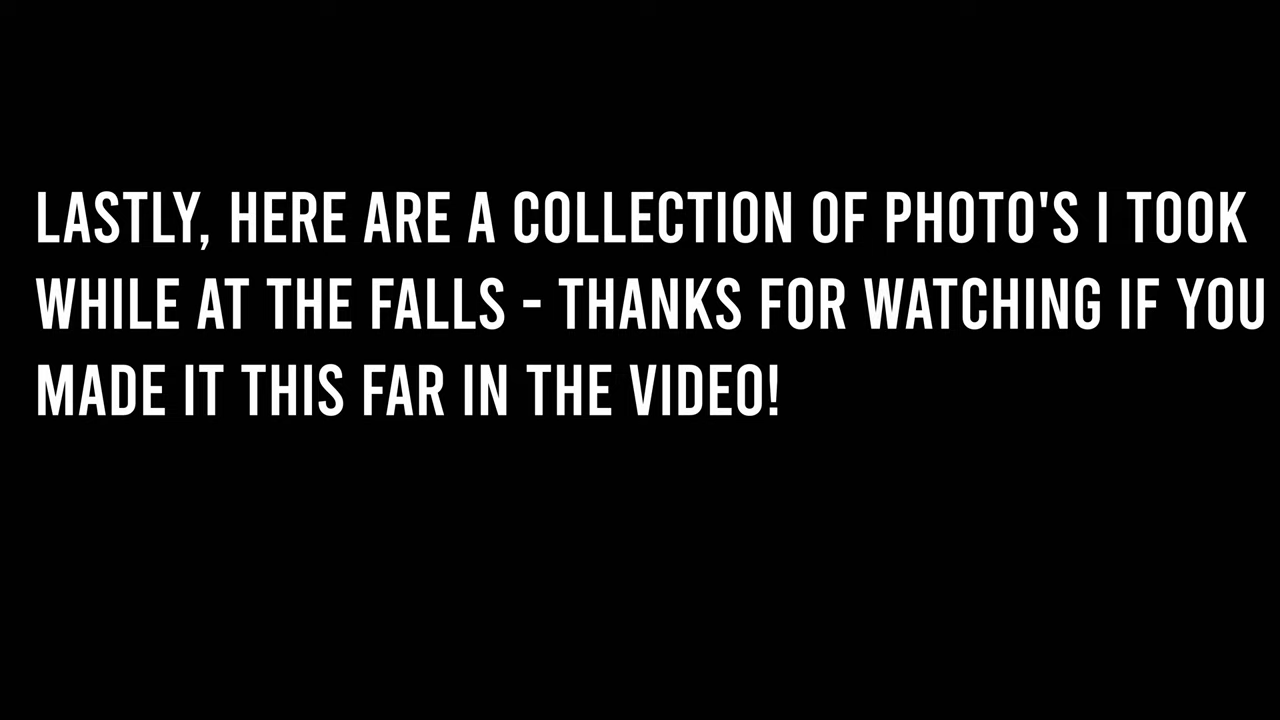 LASTLY, HERE ARE A COLLECTION OF PHOTO'S I TOOK
WHILE AT THE FALLS - THANKS FOR WATCHING IF YOU
MADE IT THIS FAR IN THE VIDEO!